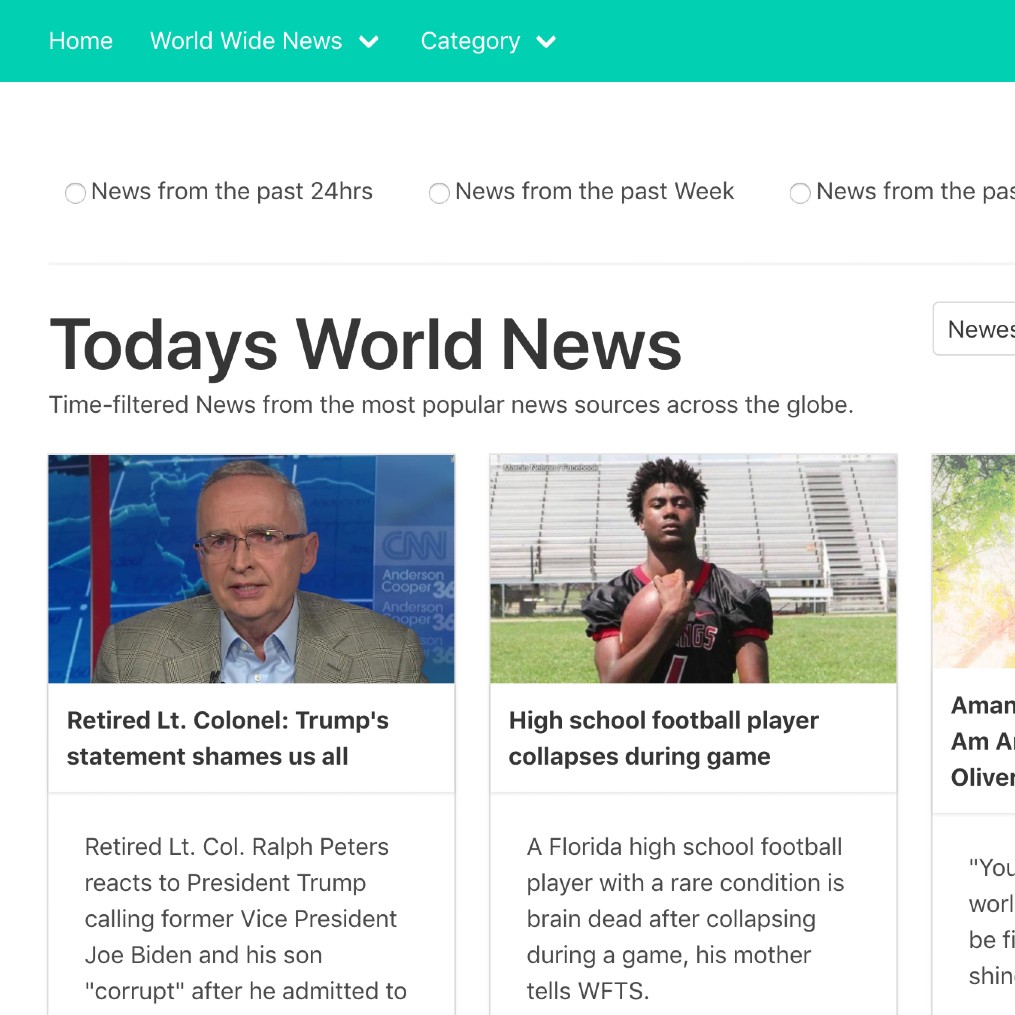 Home World Wide News Category
News from the past 24hrs News from the past Week News from the pas
Todays World News
Newes
Time-filtered News from the most popular news sources across the globe.
CNN
Anderson
Cooper 36
Anderson
Cooper 36
Marcia Nelson / Facebook
Retired Lt. Colonel: Trump's
statement shames us all
Retired Lt. Col. Ralph Peters
reacts to President Trump
calling former Vice President
Joe Biden and his son
"corrupt" after he admitted to
High school football player
collapses during game
A Florida high school football
player with a rare condition is
brain dead after collapsing
during a game, his mother
tells WFTS.
Aman
Am A
Oliver
"You
worl
be fi
shin